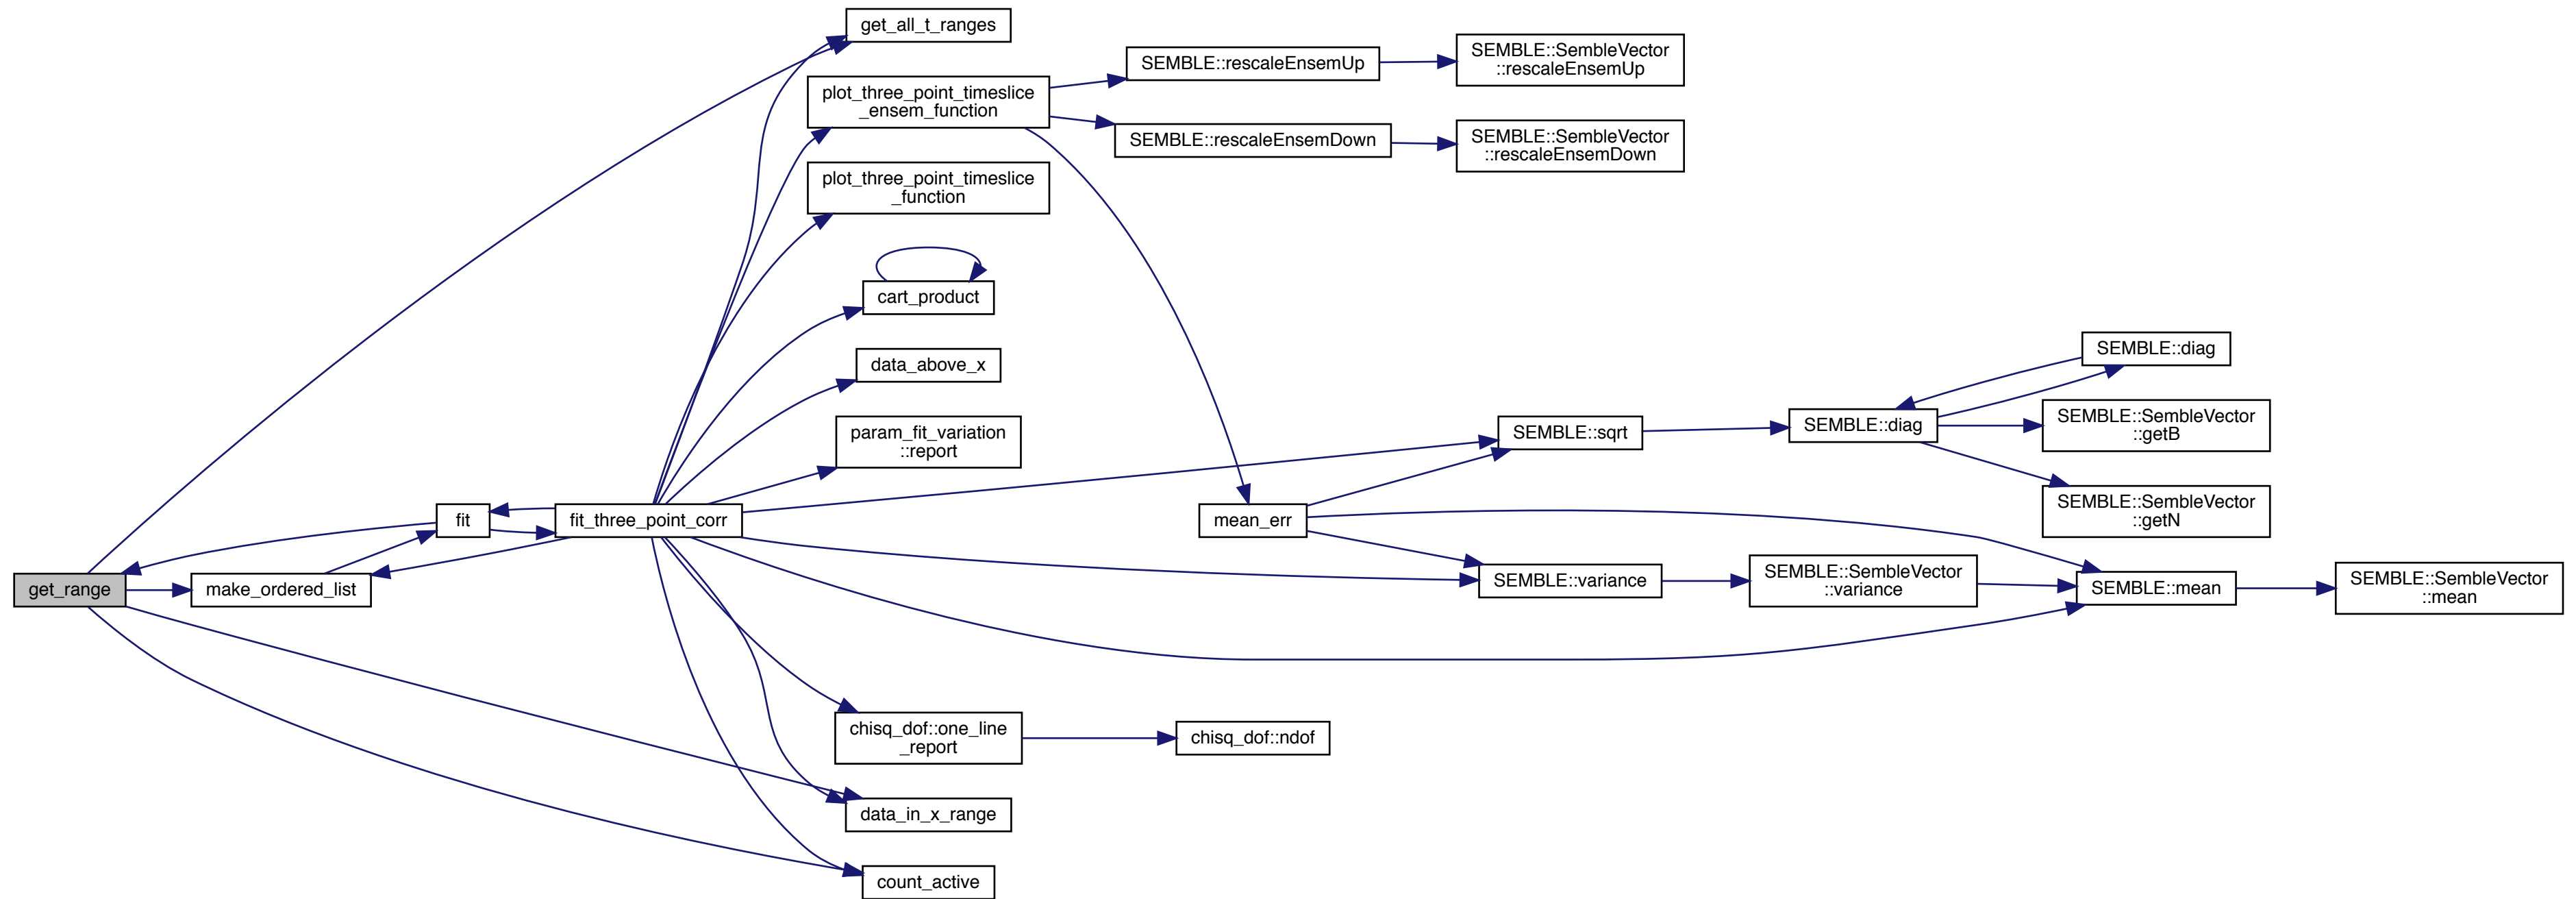 get_all_t_ranges
SEMBLE::rescaleEnsemUp
SEMBLE::SembleVector
::rescaleEnsemUp
plot_three_point_timeslice
_ensem_function
SEMBLE::rescaleEnsemDown
SEMBLE::SembleVector
::rescaleEnsemDown
plot_three_point_timeslice
_function
cart_product
data_above_x
SEMBLE::diag
param_fit_variation
::report
SEMBLE::sqrt
SEMBLE::diag
SEMBLE::SembleVector
::getB
fit
fit_three_point_corr
mean_err
SEMBLE::SembleVector
::getN
get_range
make_ordered_list
SEMBLE::variance
SEMBLE::SembleVector
::variance
SEMBLE::mean
SEMBLE::SembleVector
::mean
chisq_dof::one_line
_report
chisq_dof::ndof
data_in_x_range
count_active